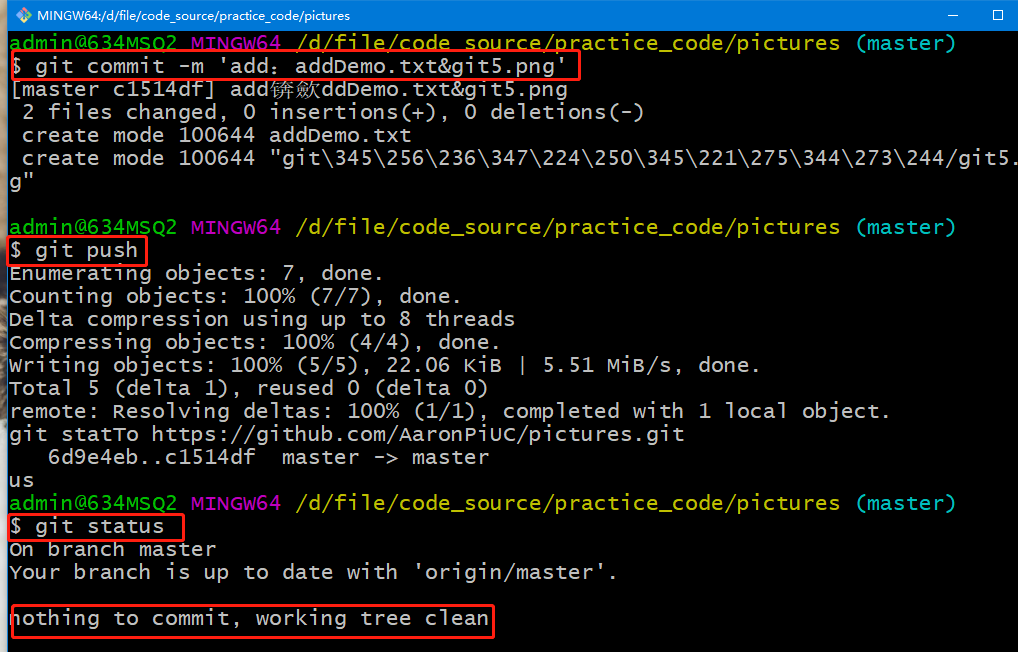 MINGW64:/d/file/code_source/practice_code/pictures
admin@634MSQ2 MINGW64 /d/file/code_source/practice_code/pictures (master)
$ git commit -m 'add：addDemo.txt&git5.png'
[master c1514df] add锛歛ddDemo.txt&git5.png
 2 files changed, 0 insertions(+), 0 deletions(-)
 create mode 100644 addDemo.txt
 create mode 100644 "git\345\256\236\347\224\250\345\221\275\344\273\244/git5.
g"
admin@634MSQ2 MINGW64 /d/file/code_source/practice_code/pictures (master)
$ git push
Enumerating objects: 7, done.
Counting objects: 100% (7/7), done.
Delta compression using up to 8 threads
Compressing objects: 100% (4/4), done.
Writing objects: 100% (5/5), 22.06 KiB | 5.51 MiB/s, done.
Total 5 (delta 1), reused 0 (delta 0)
remote: Resolving deltas: 100% (1/1), completed with 1 local object.
git statTo https://github.com/AaronPiUC/pictures.git
   6d9e4eb..c1514df  master -> master
us
admin@634MSQ2 MINGW64 /d/file/code_source/practice_code/pictures (master)
$ git status
On branch master
Your branch is up to date with 'origin/master'.
nothing to commit, working tree clean